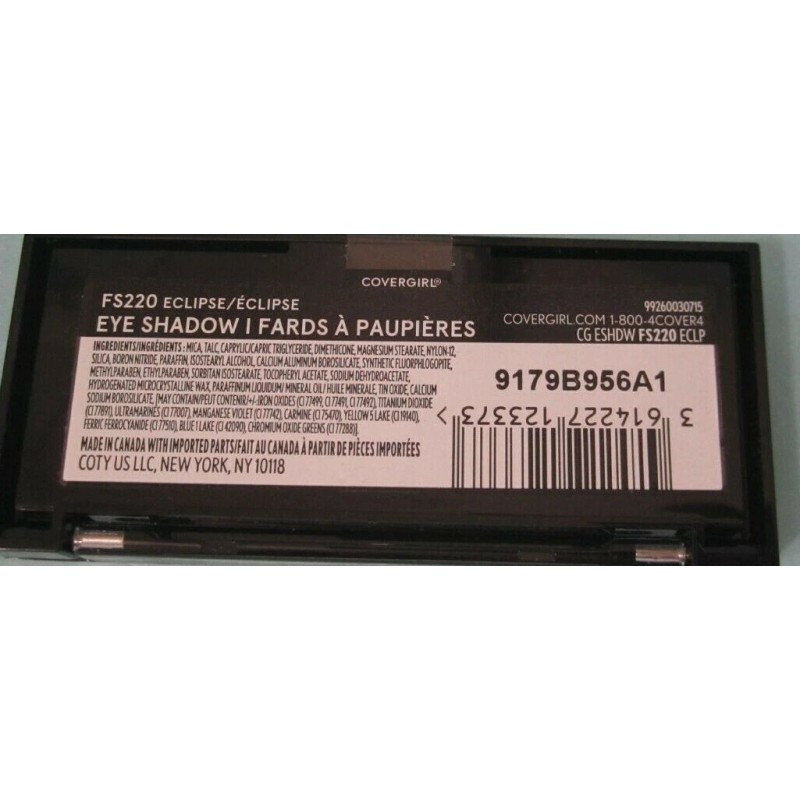 COVERGIRL®
FS220 ECLIPSE/ÉCLIPSE
EYE SHADOW I FARDS À PAUPIÈRES
99260030715
COVERGIRL.COM 1-800-4COVER4
CG ESHDW FS220 ECLP
INGREDIENTS/INGRÉDIENTS : MICA, TALC, CAPRYLIC/CAPRIC TRIGLYCERIDE, DIMETHICONE, MAGNESIUM STEARATE, NYLON-12,
SILICA, BORON NITRIDE, PARAFFIN, ISOSTEARYL ALCOHOL, CALCIUM ALUMINUM BOROSILICATE, SYNTHETIC FLUORPHLOGOPITE,
METHYLPARABEN, ETHYLPARABEN, SORBITAN ISOSTEARATE, TOCOPHERYL ACETATE, SODIUM DEHYDROACETATE,
HYDROGENATED MICROCRYSTALLINE WAX, PARAFFINUM LIQUIDUM/ MINERAL OIL/ HUILE MINERALE, TIN OXIDE, CALCIUM
SODIUM BOROSILICATE, [MAY CONTAIN/PEUT CONTENIR/+/-:IRON OXIDES (CI 77499, CI 77491, CI 77492), TITANIUM DIOXIDE
(CI 77891), ULTRAMARINES (CI 77007), MANGANESE VIOLET (CI 77742), CARMINE (CI 75470), YELLOW 5 LAKE (CI 19140),
FERRIC FERROCYANIDE (CI 77510), BLUE 1 LAKE (CI 42090), CHROMIUM OXIDE GREENS (CI 77288)].
MADE IN CANADA WITH IMPORTED PARTS/FAIT AU CANADA À PARTIR DE PIÈCES IMPORTÉES
COTY US LLC, NEW YORK, NY 10118
9179B956A1
3 614227 123373 >